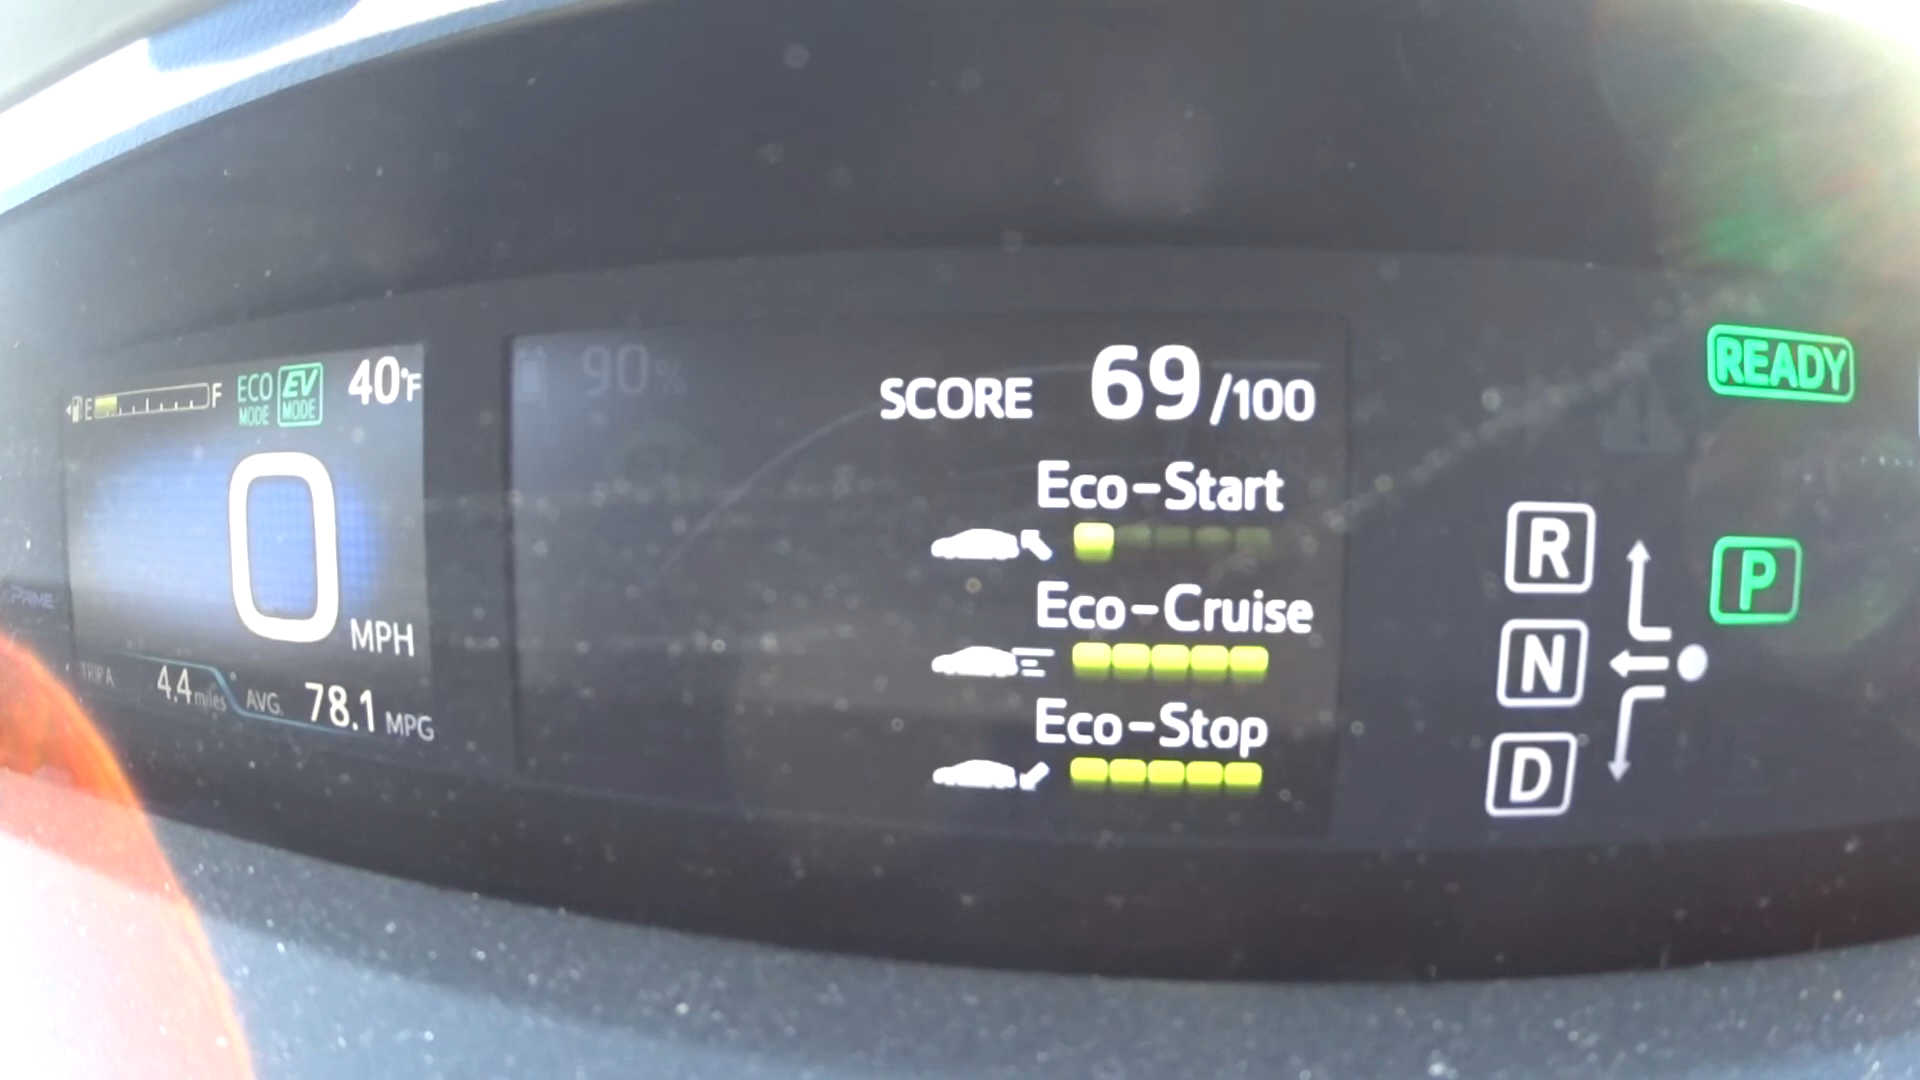 E F ECO MODE EV MODE 40°F
0 MPH
TRIP A 4.4 miles AVG. 78.1 MPG
PRIME
90%
SCORE 69/100
Eco-Start
Eco-Cruise
Eco-Stop
READY
R
N
D
P